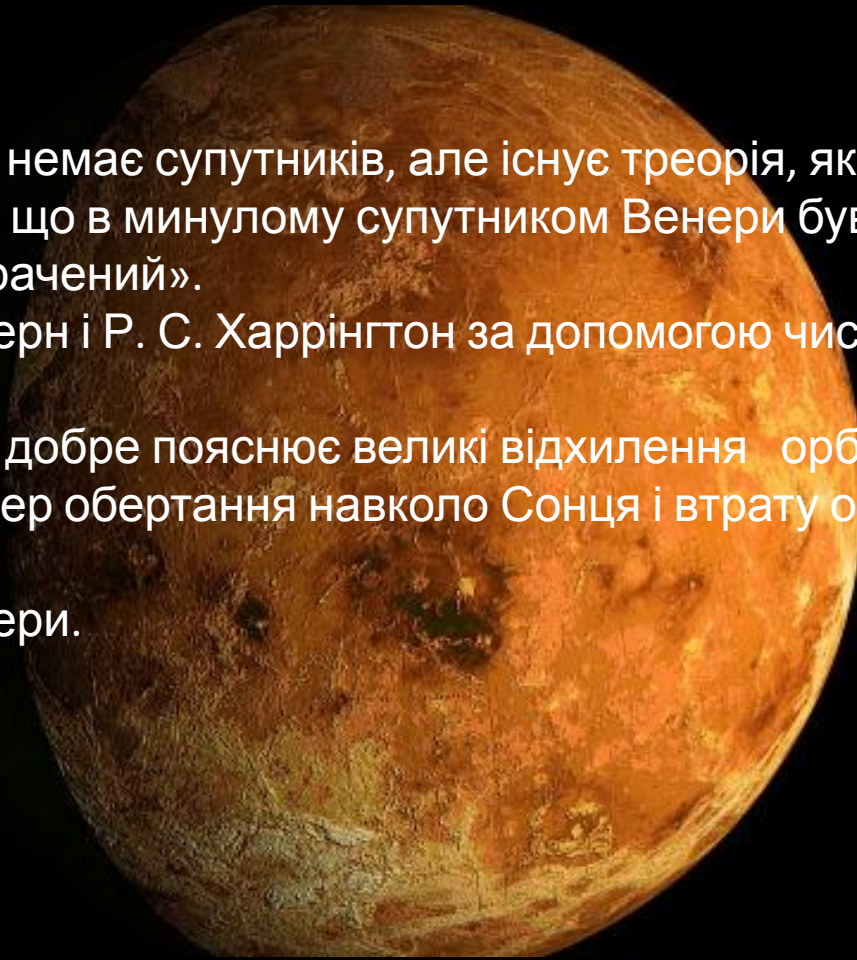 немає супутників, але існує треорія, як
що в минулому супутником Венери був
рачений».
ерн і Р. С. Харрінгтон за допомогою чис
добре пояснює великі відхилення орб
ер обертання навколо Сонця і втрату о
ери.